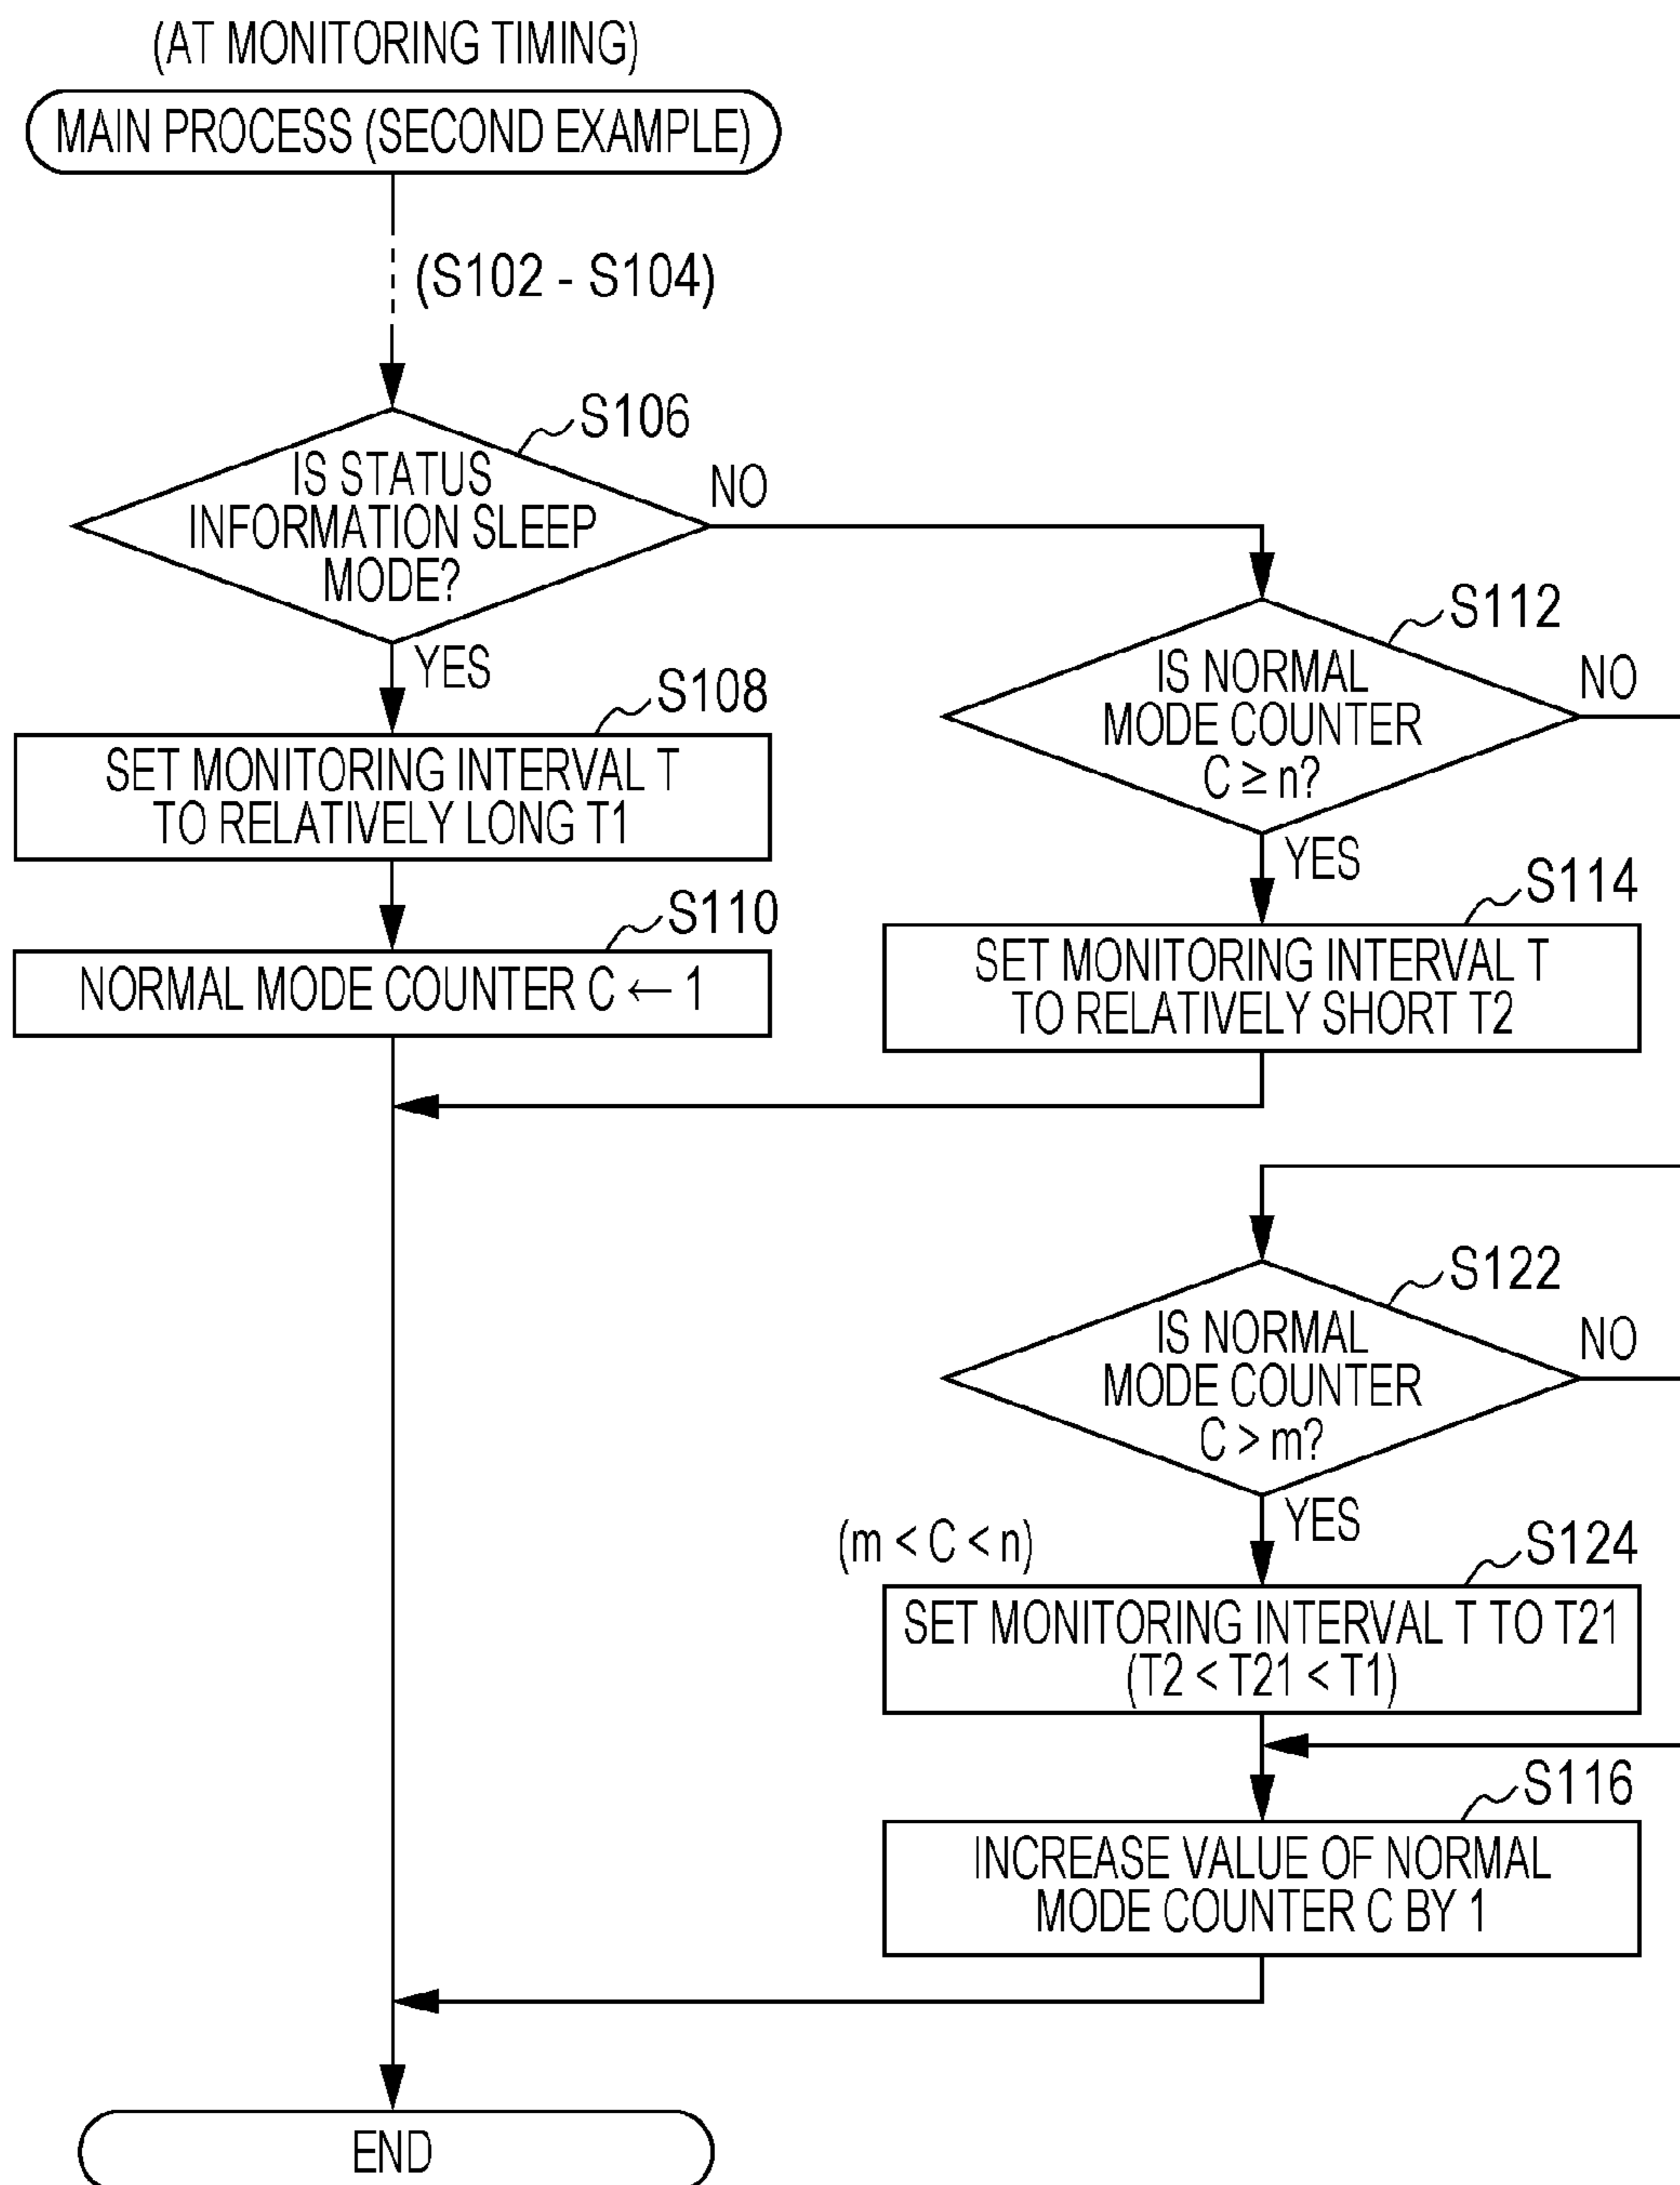 (AT MONITORING TIMING)
MAIN PROCESS (SECOND EXAMPLE)
(S102 - S104)
S106
IS STATUS
INFORMATION SLEEP
MODE?
NO
YES
S108
SET MONITORING INTERVAL T
TO RELATIVELY LONG T1
S110
NORMAL MODE COUNTER C ← 1
S112
IS NORMAL
MODE COUNTER
C ≥ n?
NO
YES
S114
SET MONITORING INTERVAL T
TO RELATIVELY SHORT T2
S122
IS NORMAL
MODE COUNTER
C > m?
NO
YES
(m < C < n)
S124
SET MONITORING INTERVAL T TO T21
(T2 < T21 < T1)
S116
INCREASE VALUE OF NORMAL
MODE COUNTER C BY 1
END